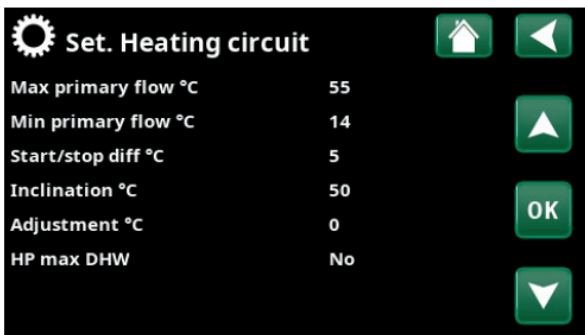 Set. Heating circuit
Max primary flow °C 55
Min primary flow °C 14
Start/stop diff °C 5
Inclination °C 50
Adjustment °C 0
HP max DHW No
OK